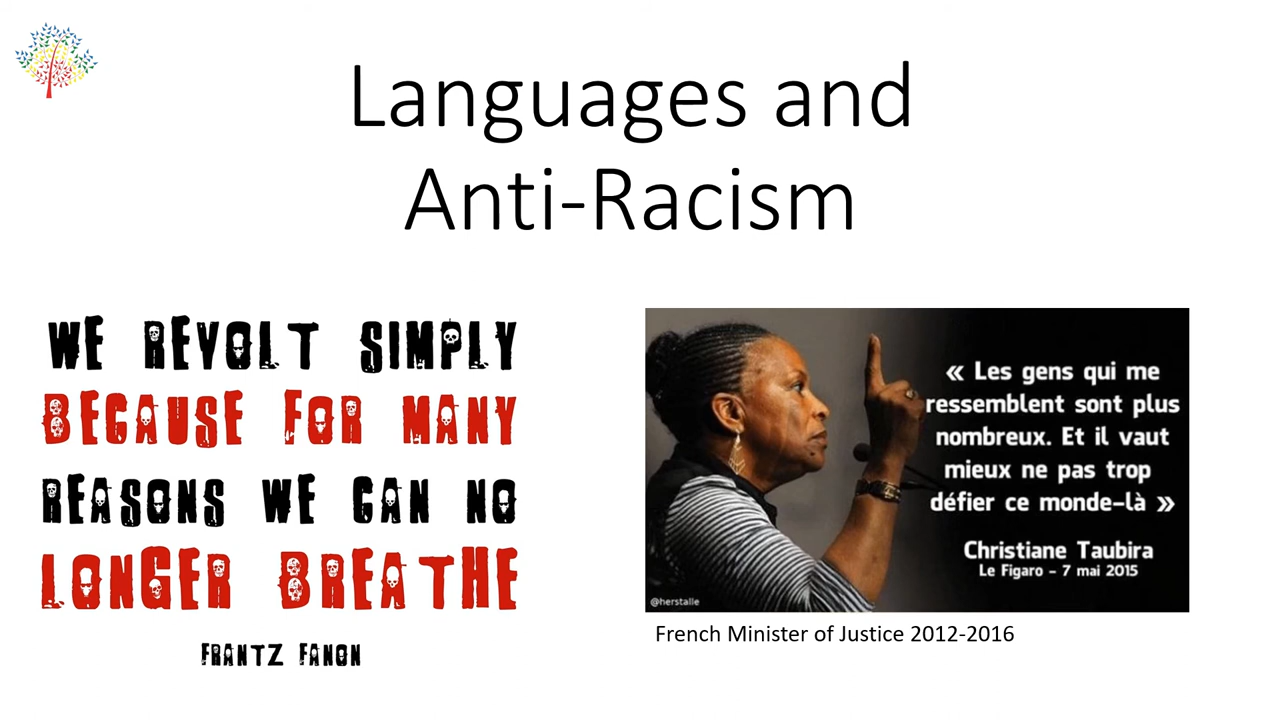 Languages and
Anti-Racism
WE REVOLT SIMPLY
BECAUSE FOR MANY
REASONS WE CAN NO
LONGER BREATHE
FRANTZ FANON
« Les gens qui me
ressemblent sont plus
nombreux. Et il vaut
mieux ne pas trop
défier ce monde-là »
Christiane Taubira
Le Figaro - 7 mai 2015
@herstalle
French Minister of Justice 2012-2016